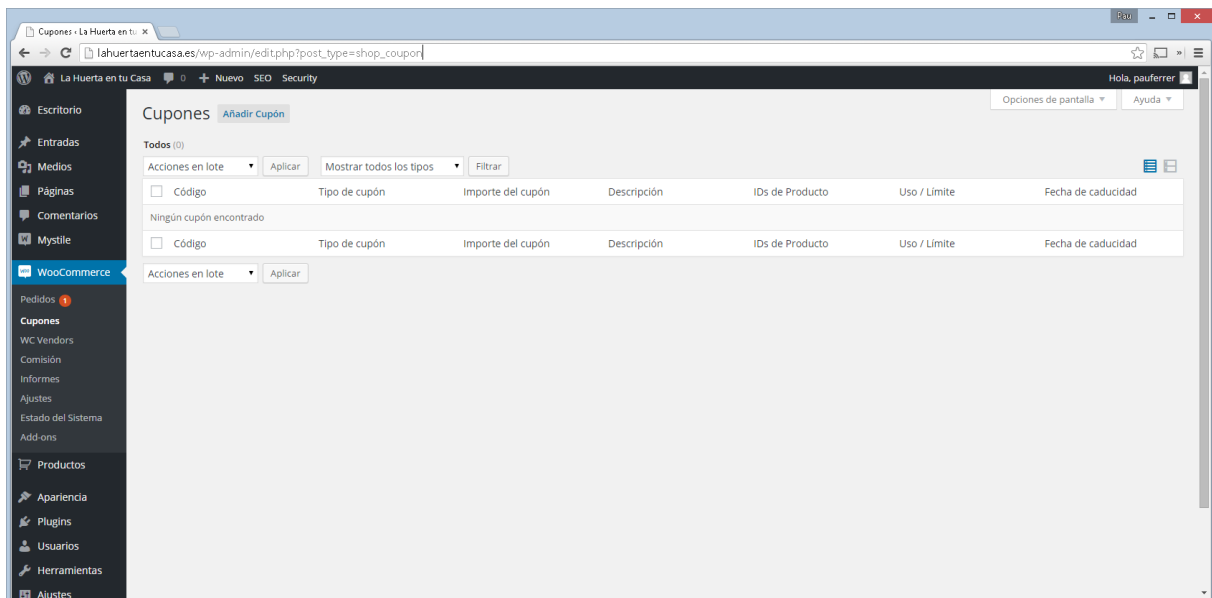 Pau
Cupones ‹ La Huerta en tu
lahuertaentucasa.es/wp-admin/edit.php?post_type=shop_coupon
La Huerta en tu Casa 0 + Nuevo SEO Security Hola, pauferrer
Opciones de pantalla Ayuda
Cupones Añadir Cupón
Todos (0)
Acciones en lote Aplicar Mostrar todos los tipos Filtrar
Código Tipo de cupón Importe del cupón Descripción IDs de Producto Uso / Límite Fecha de caducidad
Ningún cupón encontrado
Código Tipo de cupón Importe del cupón Descripción IDs de Producto Uso / Límite Fecha de caducidad
Acciones en lote Aplicar
Escritorio
Entradas
Medios
Páginas
Comentarios
Mystile
WooCommerce
Pedidos 1
Cupones
WC Vendors
Comisión
Informes
Ajustes
Estado del Sistema
Add-ons
Productos
Apariencia
Plugins
Usuarios
Herramientas
Ajustes